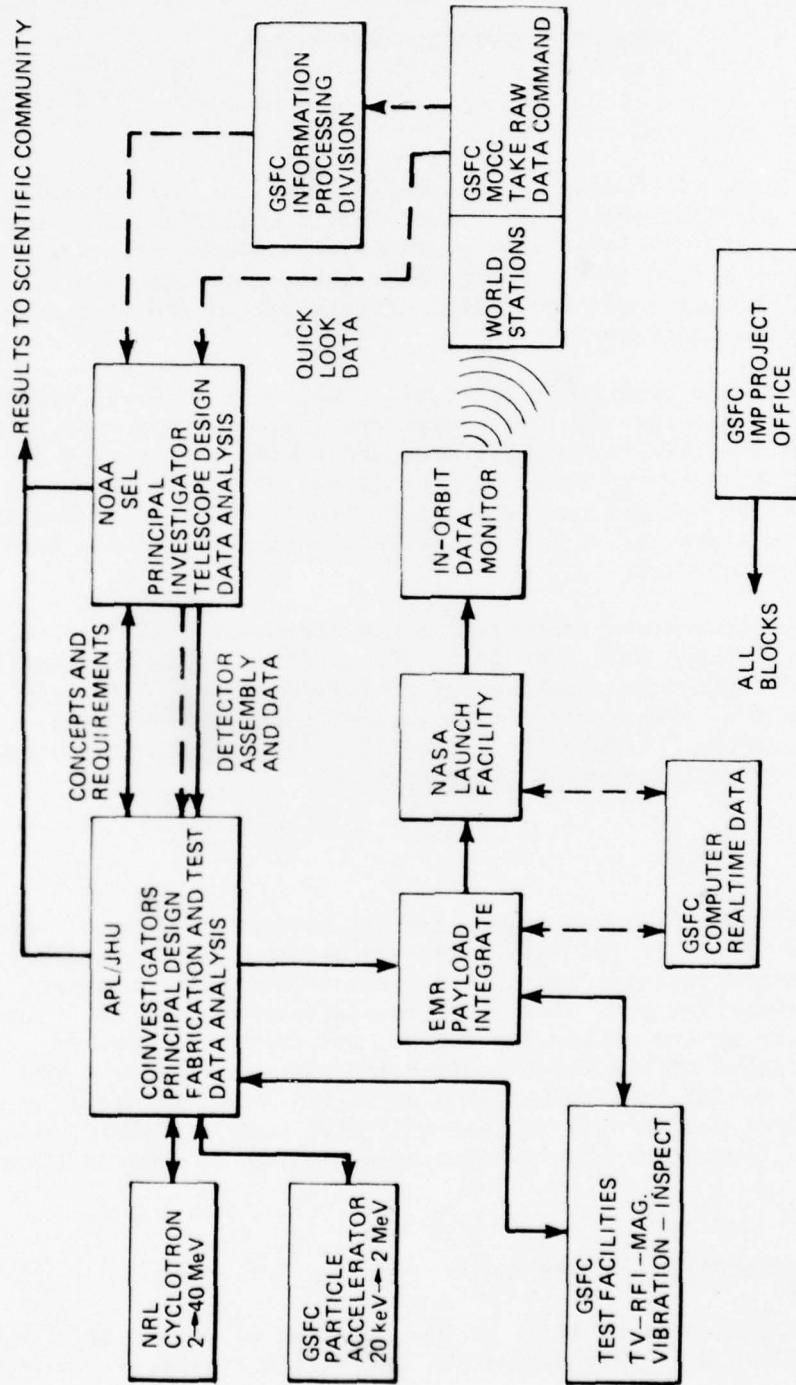 RESULTS TO SCIENTIFIC COMMUNITY
NRL
CYCLOTRON
2→40 MeV
GSFC
PARTICLE
ACCELERATOR
20 keV→ 2 MeV
APL/JHU
COINVESTIGATORS
PRINCIPAL DESIGN
FABRICATION AND TEST
DATA ANALYSIS
CONCEPTS AND
REQUIREMENTS
DETECTOR
ASSEMBLY
AND DATA
NOAA
SEL
PRINCIPAL
INVESTIGATOR
TELESCOPE DESIGN
DATA ANALYSIS
QUICK
LOOK
DATA
GSFC
INFORMATION
PROCESSING
DIVISION
WORLD
STATIONS
GSFC
MOCC
TAKE RAW
DATA COMMAND
GSFC
TEST FACILITIES
TV-RFI-MAG.
VIBRATION - INSPECT
EMR
PAYLOAD
INTEGRATE
NASA
LAUNCH
FACILITY
IN-ORBIT
DATA
MONITOR
GSFC
COMPUTER
REALTIME DATA
ALL
BLOCKS
GSFC
IMP PROJECT
OFFICE